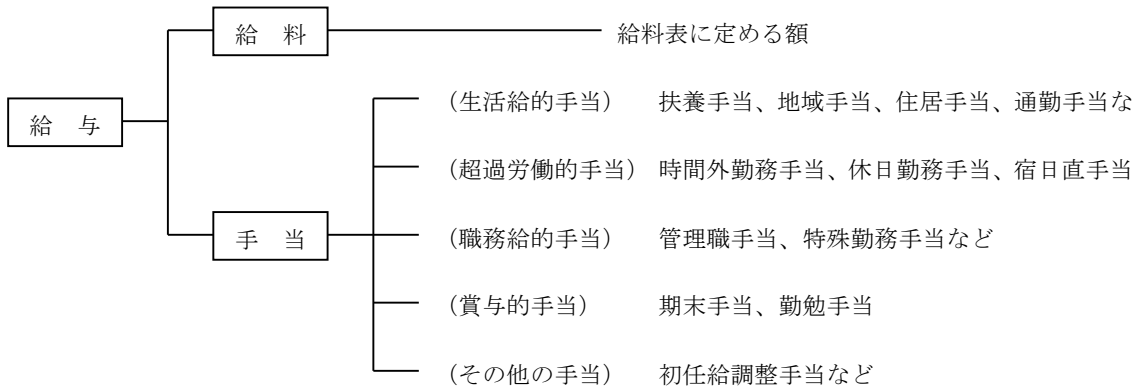 給 料 給料表に定める額
(生活給的手当) 扶養手当、地域手当、住居手当、通勤手当な
給 与
(超過労働的手当) 時間外勤務手当、休日勤務手当、宿日直手当
手 当 (職務給的手当) 管理職手当、特殊勤務手当など
(賞与的手当) 期末手当、勤勉手当
(その他の手当) 初任給調整手当など